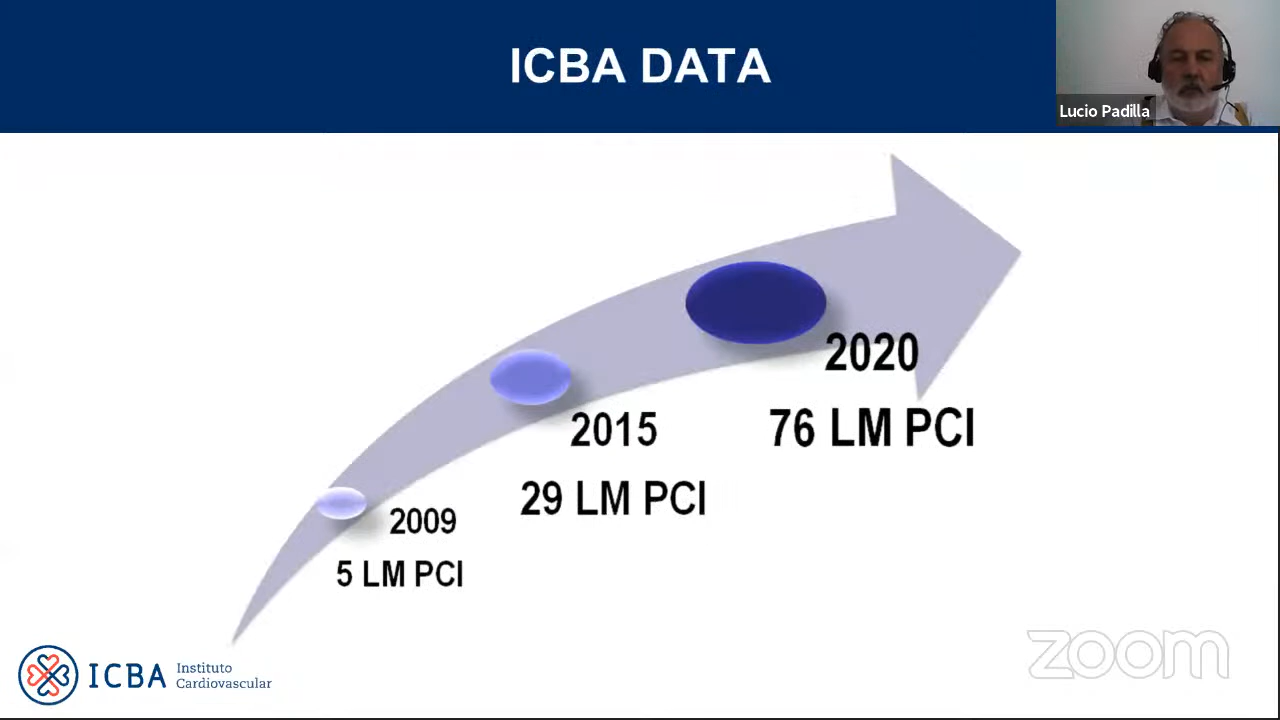 ICBA DATA
Lucio Padilla
2020
76 LM PCI
2015
29 LM PCI
2009
5 LM PCI
ICBA
Instituto
Cardiovascular
zoom